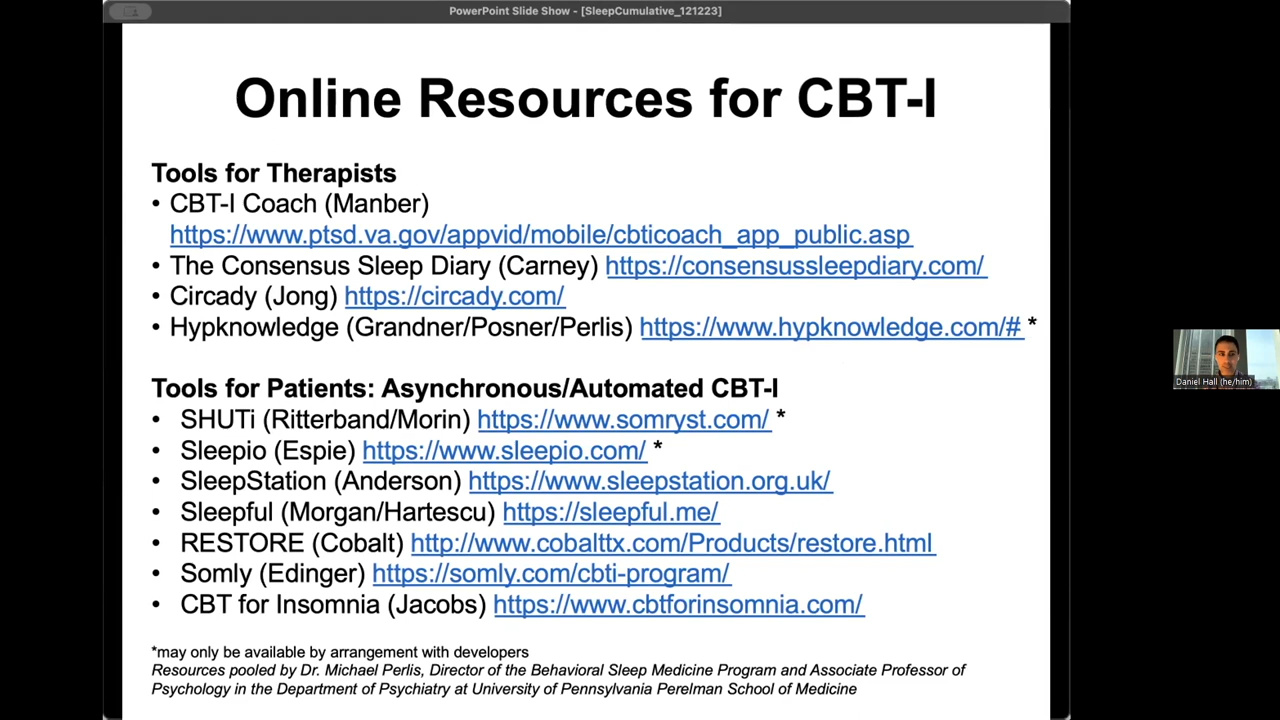 PowerPoint Slide Show - [SleepCumulative_121223]
Online Resources for CBT-I
Tools for Therapists
• CBT-I Coach (Manber)
https://www.ptsd.va.gov/appvid/mobile/cbticoach_app_public.asp
• The Consensus Sleep Diary (Carney) https://consensussleepdiary.com/
• Circady (Jong) https://circady.com/
• Hypknowledge (Grandner/Posner/Perlis) https://www.hypknowledge.com/# *
Tools for Patients: Asynchronous/Automated CBT-I
• SHUTi (Ritterband/Morin) https://www.somryst.com/ *
• Sleepio (Espie) https://www.sleepio.com/ *
• SleepStation (Anderson) https://www.sleepstation.org.uk/
• Sleepful (Morgan/Hartescu) https://sleepful.me/
• RESTORE (Cobalt) http://www.cobalttx.com/Products/restore.html
• Somly (Edinger) https://somly.com/cbti-program/
• CBT for Insomnia (Jacobs) https://www.cbtforinsomnia.com/
*may only be available by arrangement with developers
Resources pooled by Dr. Michael Perlis, Director of the Behavioral Sleep Medicine Program and Associate Professor of
Psychology in the Department of Psychiatry at University of Pennsylvania Perelman School of Medicine
Daniel Hall (he/him)